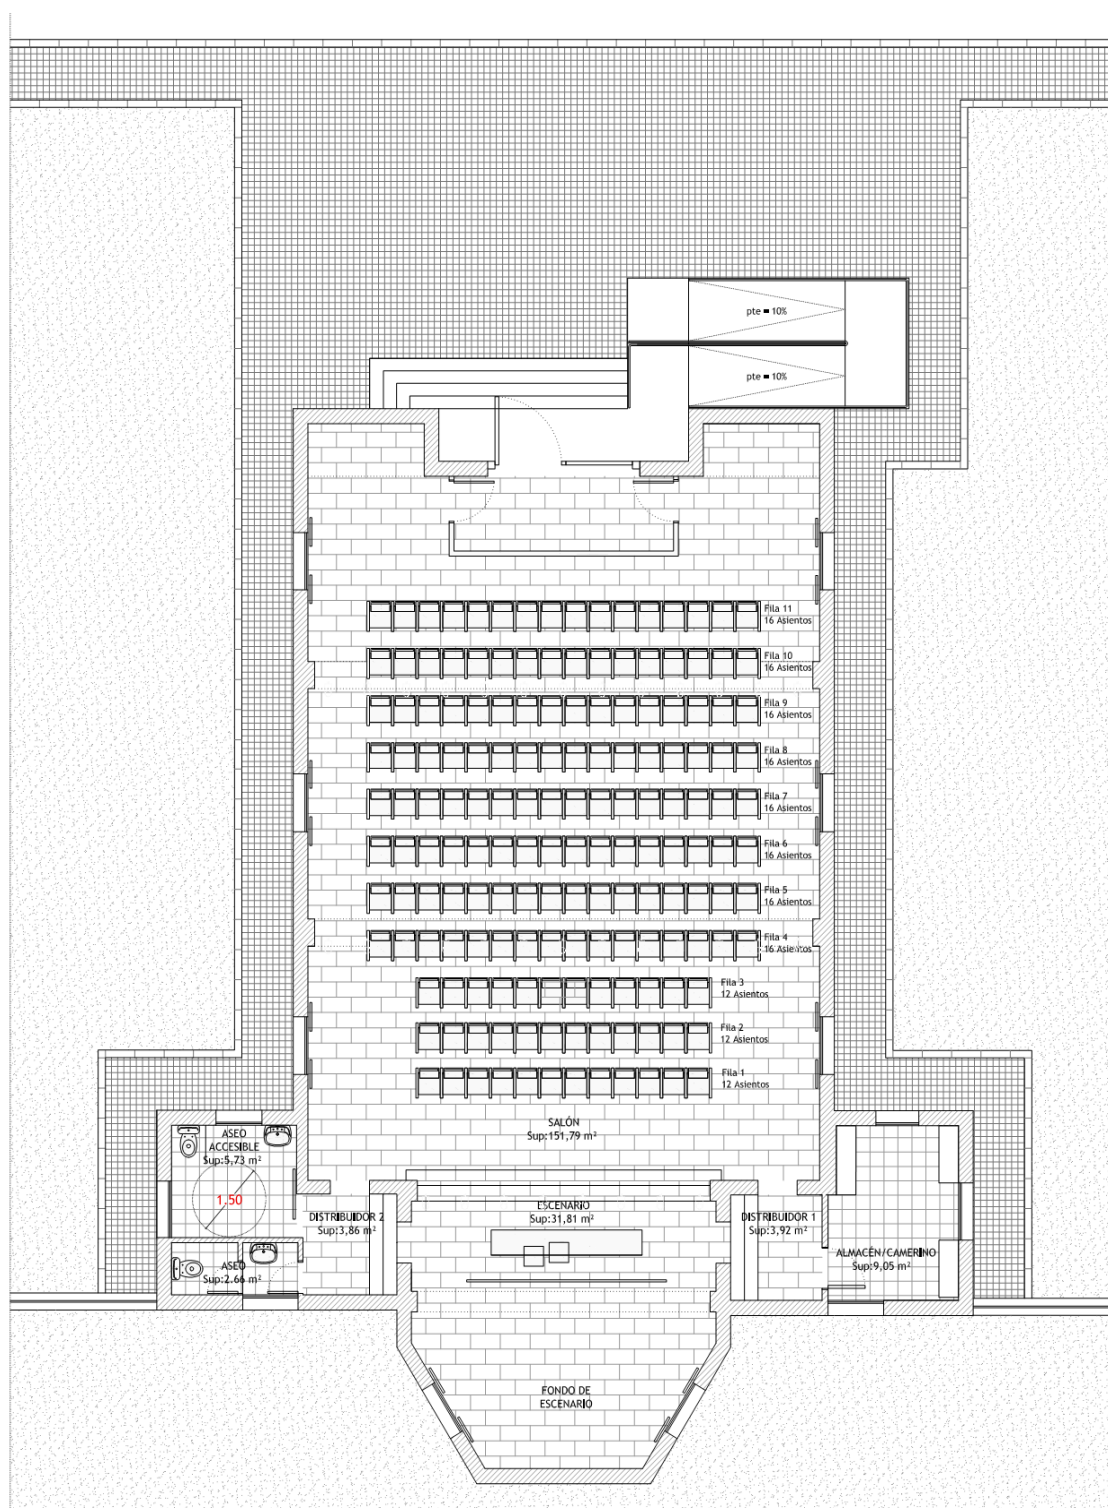 pte = 10%
pte = 10%
Fila 11
16 Asientos
Fila 10
16 Asientos
Fila 9
16 Asientos
Fila 8
16 Asientos
Fila 7
16 Asientos
Fila 6
16 Asientos
Fila 5
16 Asientos
Fila 4
16 Asientos
Fila 3
12 Asientos
Fila 2
12 Asientos
Fila 1
12 Asientos
SALÓN
Sup:151,79 m²
ASEO
ACCESIBLE
Sup:5,73 m²
1.50
DISTRIBUIDOR 2
Sup:3,86 m²
ESCENARIO
Sup:31,81 m²
DISTRIBUIDOR 1
Sup:3,92 m²
ALMACÉN/CAMERINO
Sup:9,05 m²
ASEO
Sup:2.66 m²
FONDO DE
ESCENARIO